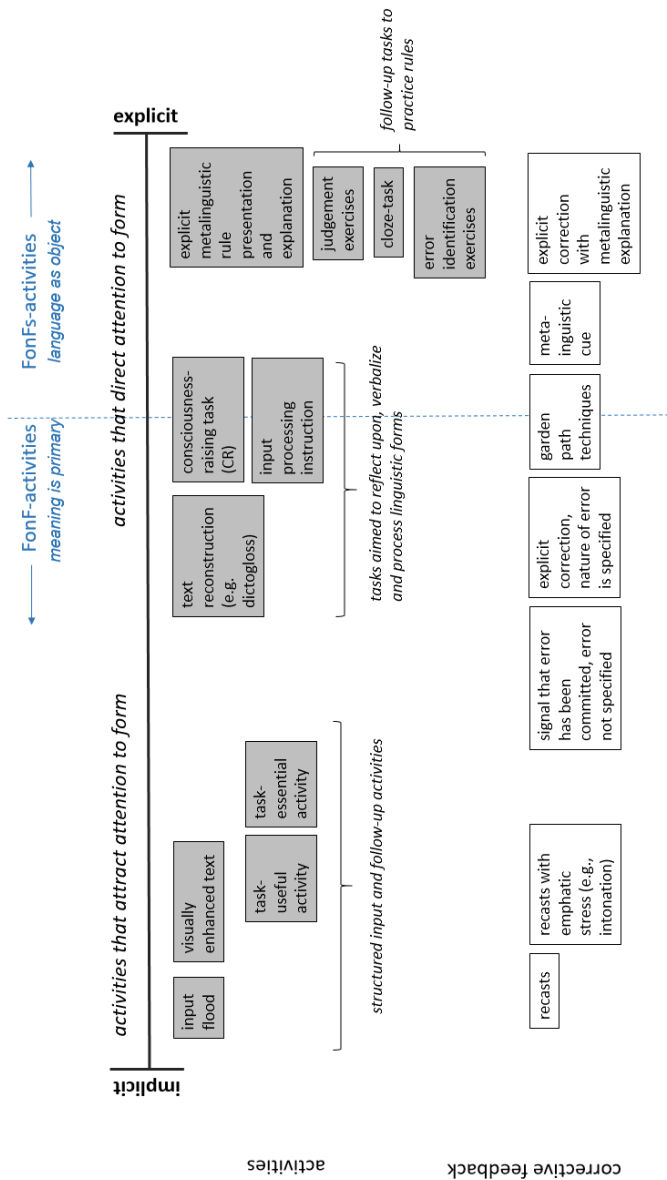 FonF-activities
meaning is primary
FonFs-activities
language as object
activities that attract attention to form
activities that direct attention to form
implicit
explicit
activities
input
flood
visually
enhanced text
task-
useful
activity
task-
essential
activity
structured input and follow-up activities
text
reconstruction
(e.g.
dictogloss)
consciousness-
raising task
(CR)
input
processing
instruction
tasks aimed to reflect upon, verbalize
and process linguistic forms
explicit
metalinguistic
rule
presentation
and
explanation
judgement
exercises
cloze-task
error
identification
exercises
follow-up tasks to
practice rules
corrective feedback
recasts
recasts with
emphatic
stress (e.g.,
intonation)
signal that error
has been
committed, error
not specified
explicit
correction,
nature of error
is specified
garden
path
techniques
meta-
inguistic
cue
explicit
correction
with
metalinguistic
explanation